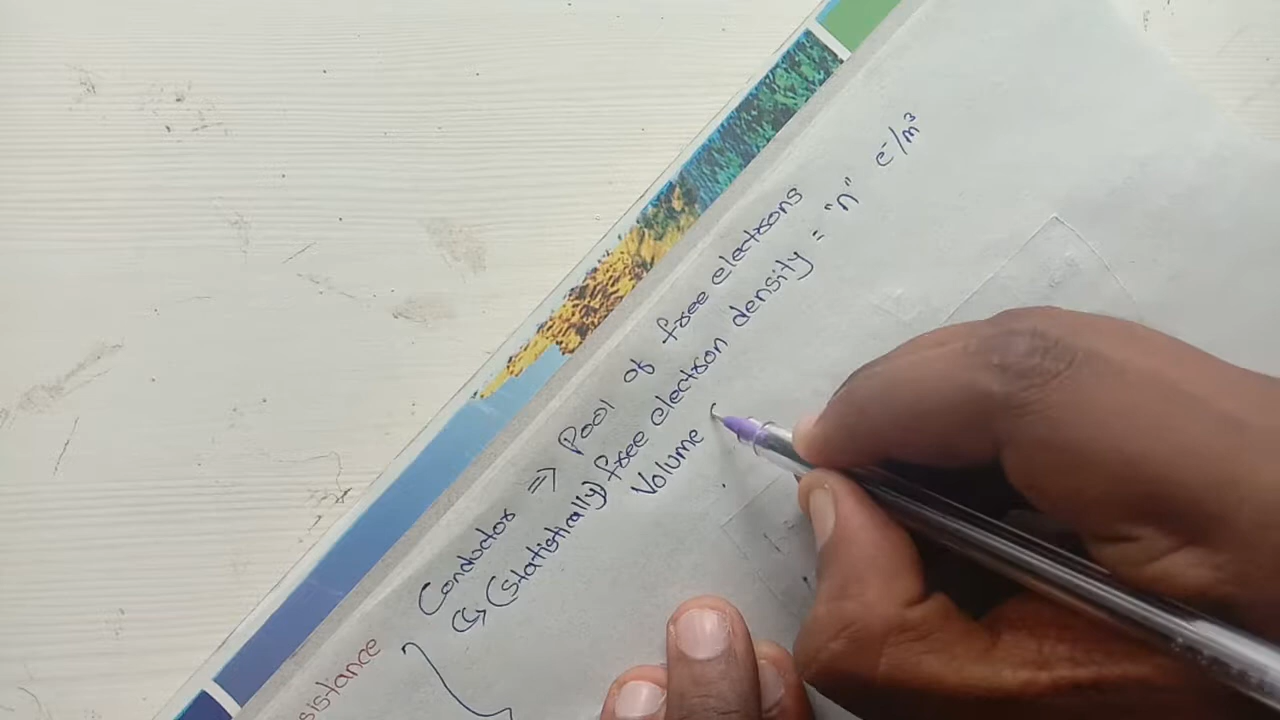 sistance
Conductor ⇒ Pool of free electrons
↳ (statistically) free electron density = "n" e⁻/m³
Volume